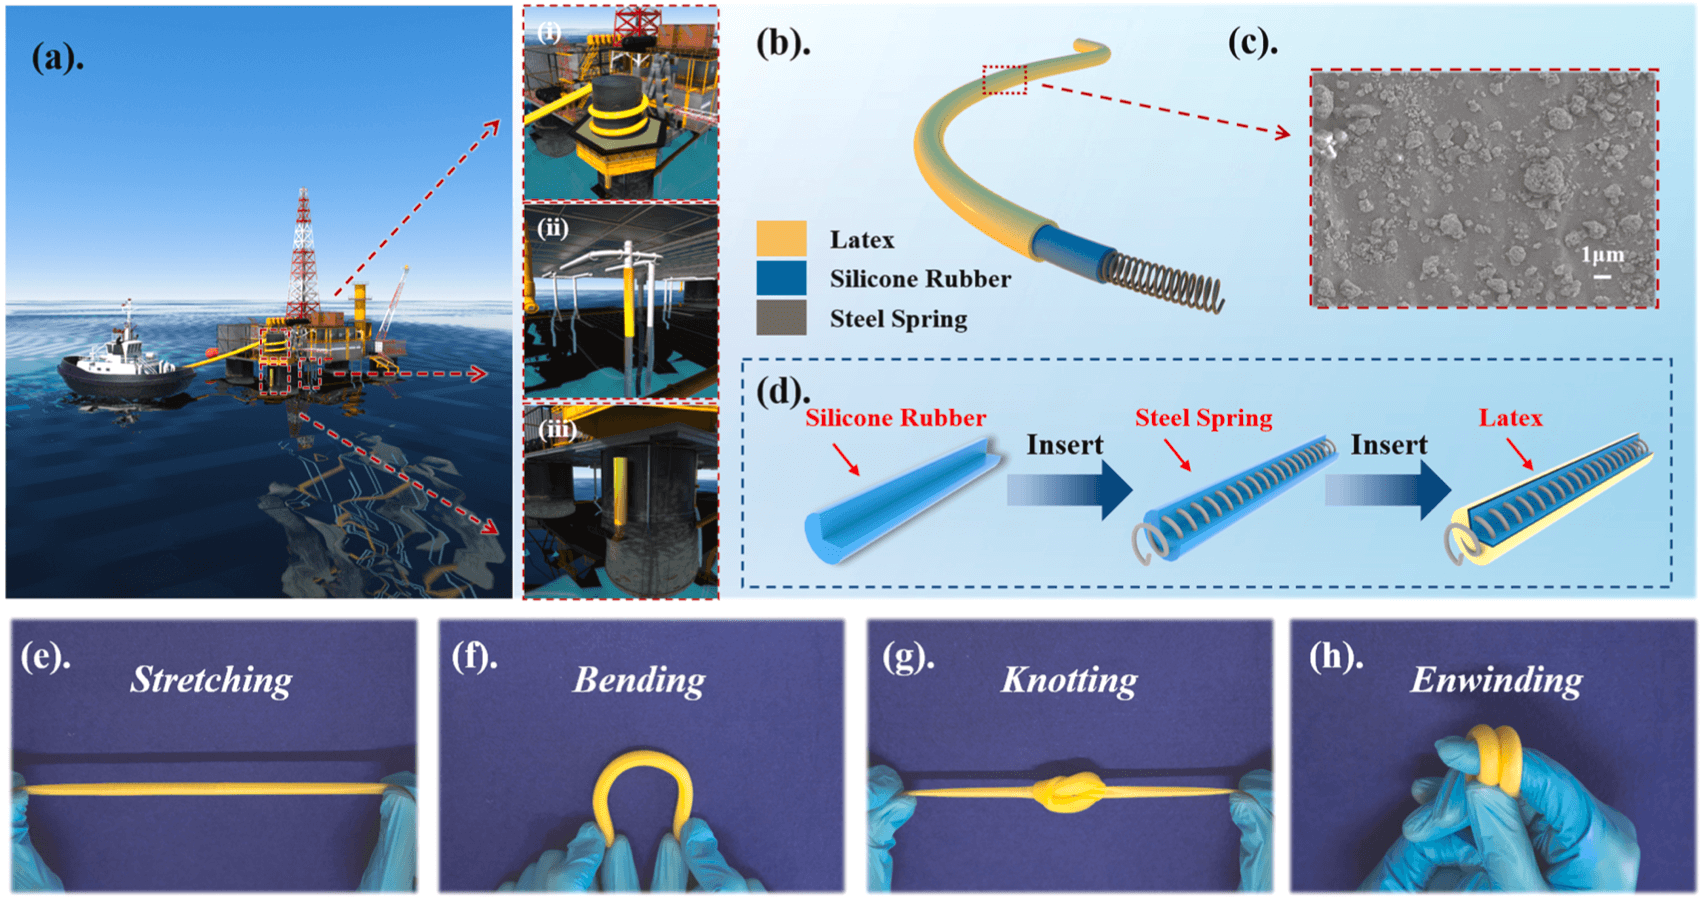 (a).
(i)
(ii)
(iii)
(b).
(c).
Latex
Silicone Rubber
Steel Spring
1μm
(d).
Silicone Rubber
Insert
Steel Spring
Insert
Latex
(e).
Stretching
(f).
Bending
(g).
Knotting
(h).
Enwinding